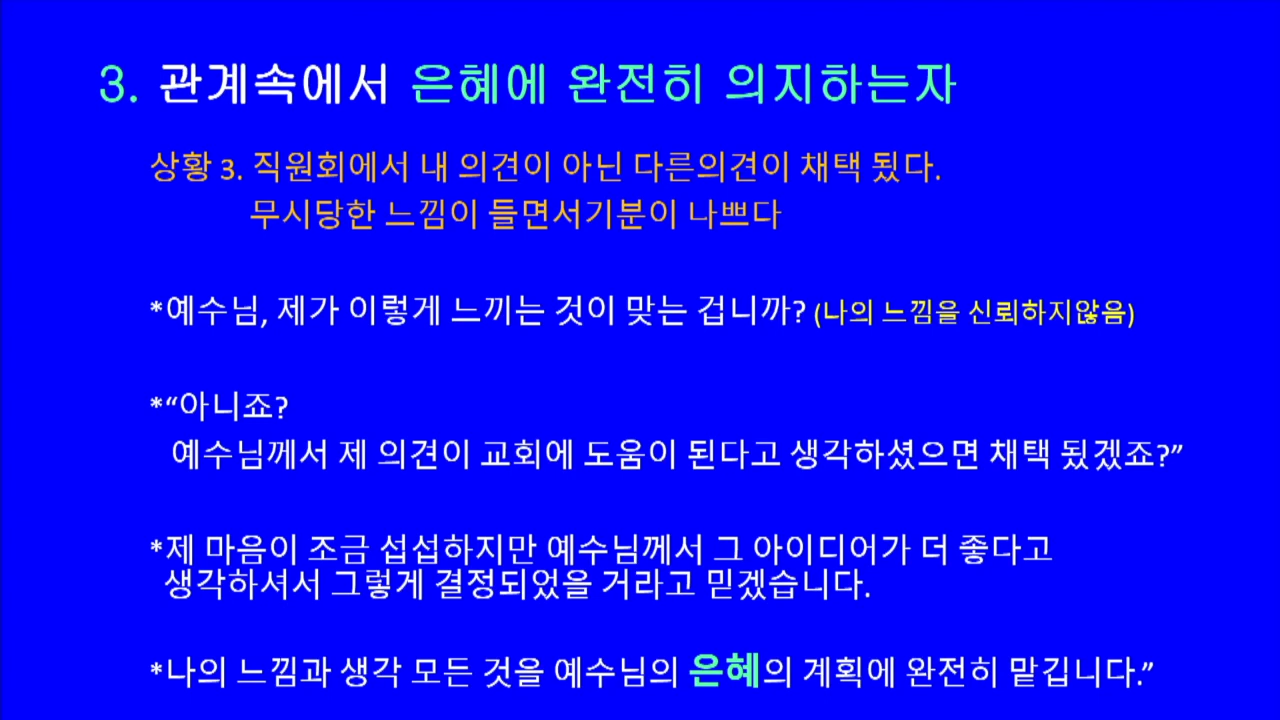 3. 관계속에서 은혜에 완전히 의지하는자
상황 3. 직원회에서 내 의견이 아닌 다른의견이 채택 됬다.
무시당한 느낌이 들면서기분이 나쁘다
*예수님, 제가 이렇게 느끼는 것이 맞는 겁니까? (나의 느낌을 신뢰하지않음)
*“아니죠?
예수님께서 제 의견이 교회에 도움이 된다고 생각하셨으면 채택 됬겠죠?”
*제 마음이 조금 섭섭하지만 예수님께서 그 아이디어가 더 좋다고
생각하셔서 그렇게 결정되었을 거라고 믿겠습니다.
*나의 느낌과 생각 모든 것을 예수님의 은혜의 계획에 완전히 맡깁니다.”